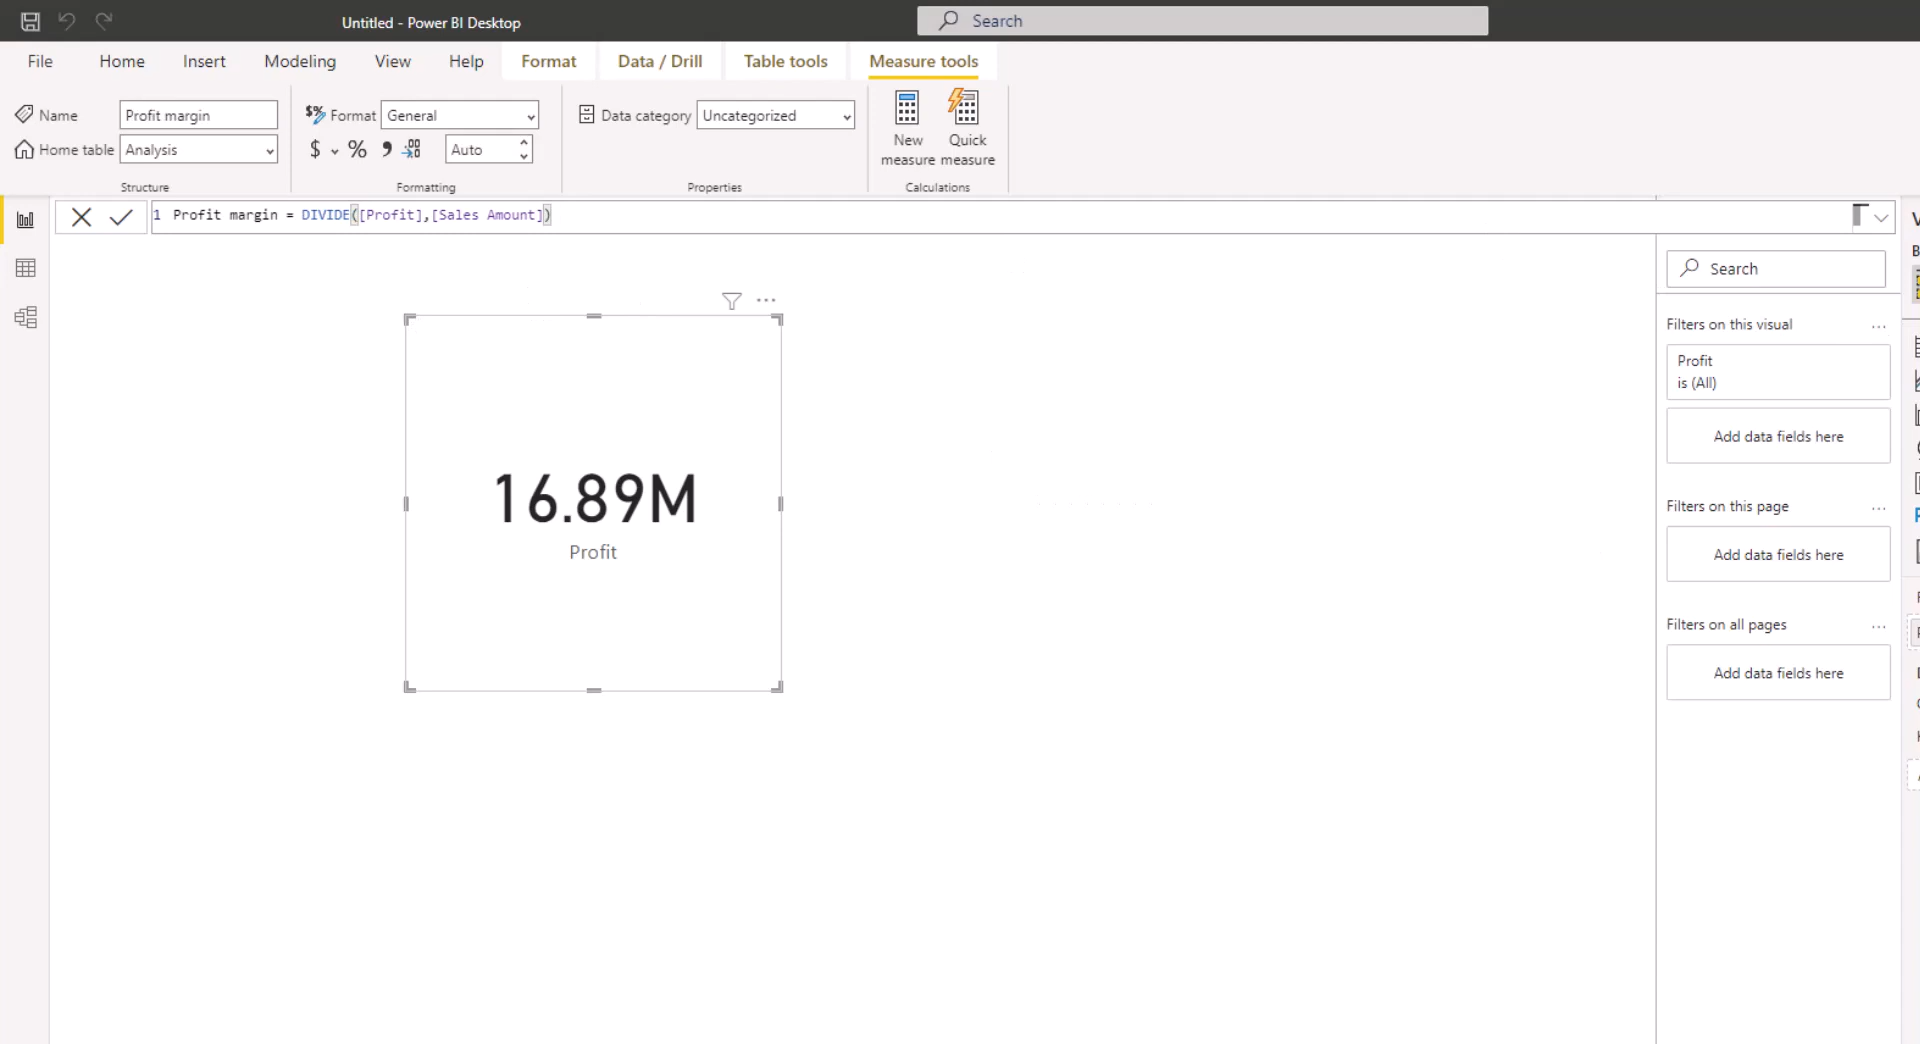 Untitled - Power BI Desktop
Search
File Home Insert Modeling View Help Format Data / Drill Table tools Measure tools
Name Profit margin
Home table Analysis
Structure
$% Format General
$ % , .00 Auto
Formatting
Data category Uncategorized
Properties
New measure
Quick measure
Calculations
1 Profit margin = DIVIDE([Profit],[Sales Amount])
Search
Filters on this visual ...
Profit
is (All)
Add data fields here
Filters on this page ...
Add data fields here
Filters on all pages ...
Add data fields here
16.89M
Profit